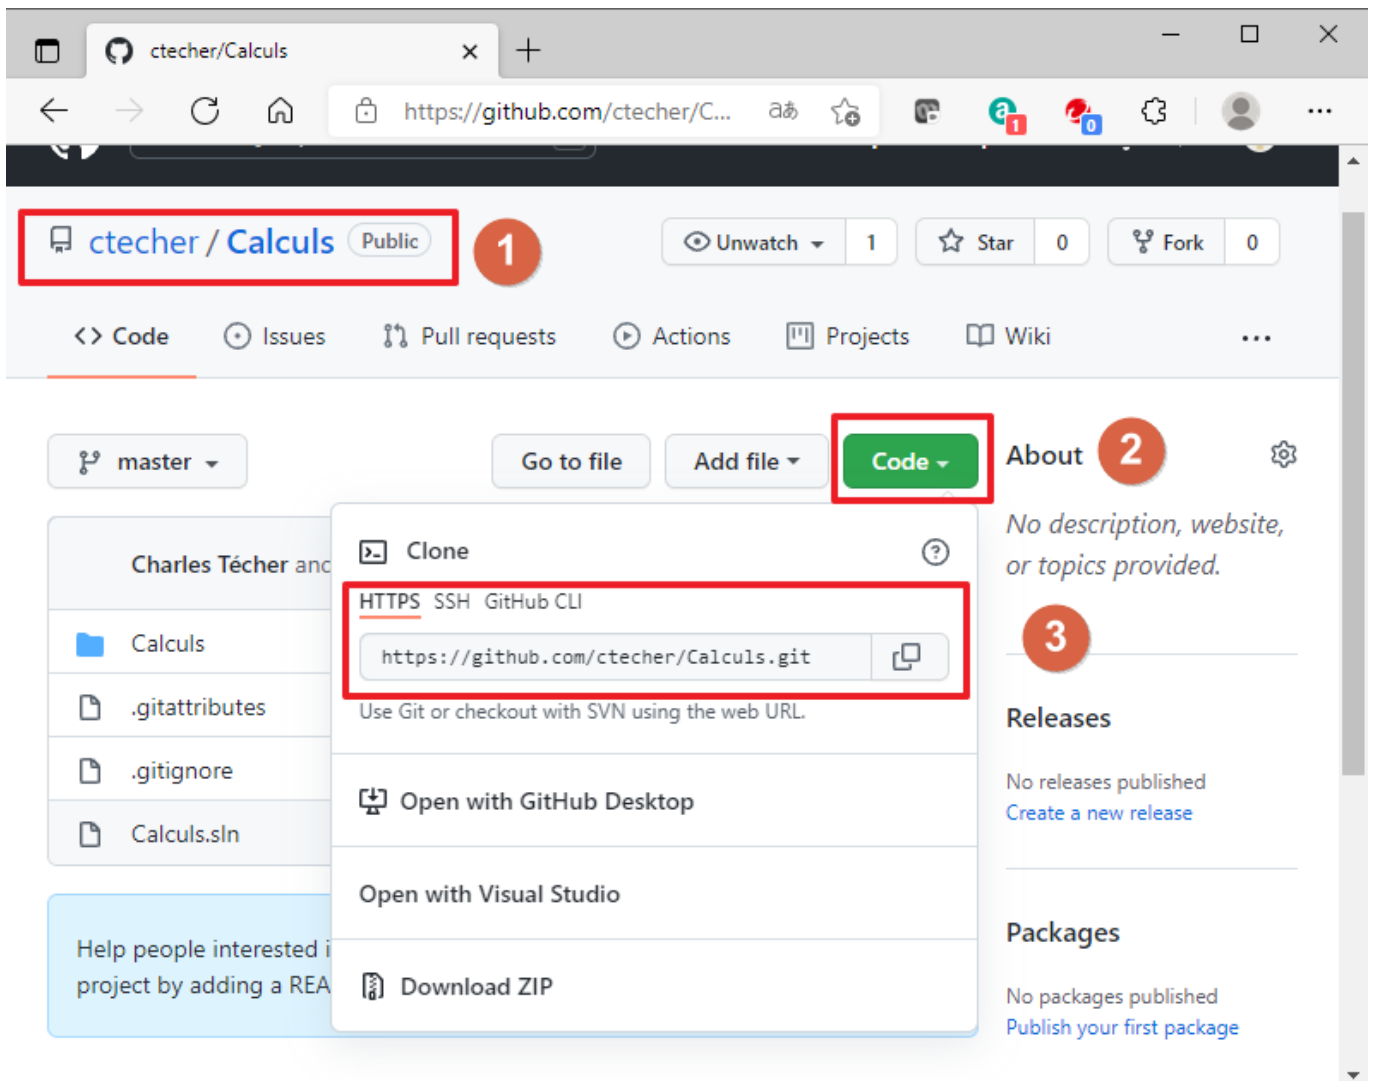 ctecher/Calculs
https://github.com/ctecher/C...
aあ
1
0
ctecher / Calculs Public
1
Unwatch 1
Star 0
Fork 0
<> Code
Issues
Pull requests
Actions
Projects
Wiki
...
master
Go to file
Add file
Code
About
2
No description, website,
or topics provided.
Clone
Charles Técher and
HTTPS SSH GitHub CLI
https://github.com/ctecher/Calculs.git
3
Calculs
.gitattributes
Use Git or checkout with SVN using the web URL.
Releases
.gitignore
No releases published
Create a new release
Open with GitHub Desktop
Calculs.sln
Open with Visual Studio
Packages
Help people interested i
project by adding a REA
Download ZIP
No packages published
Publish your first package